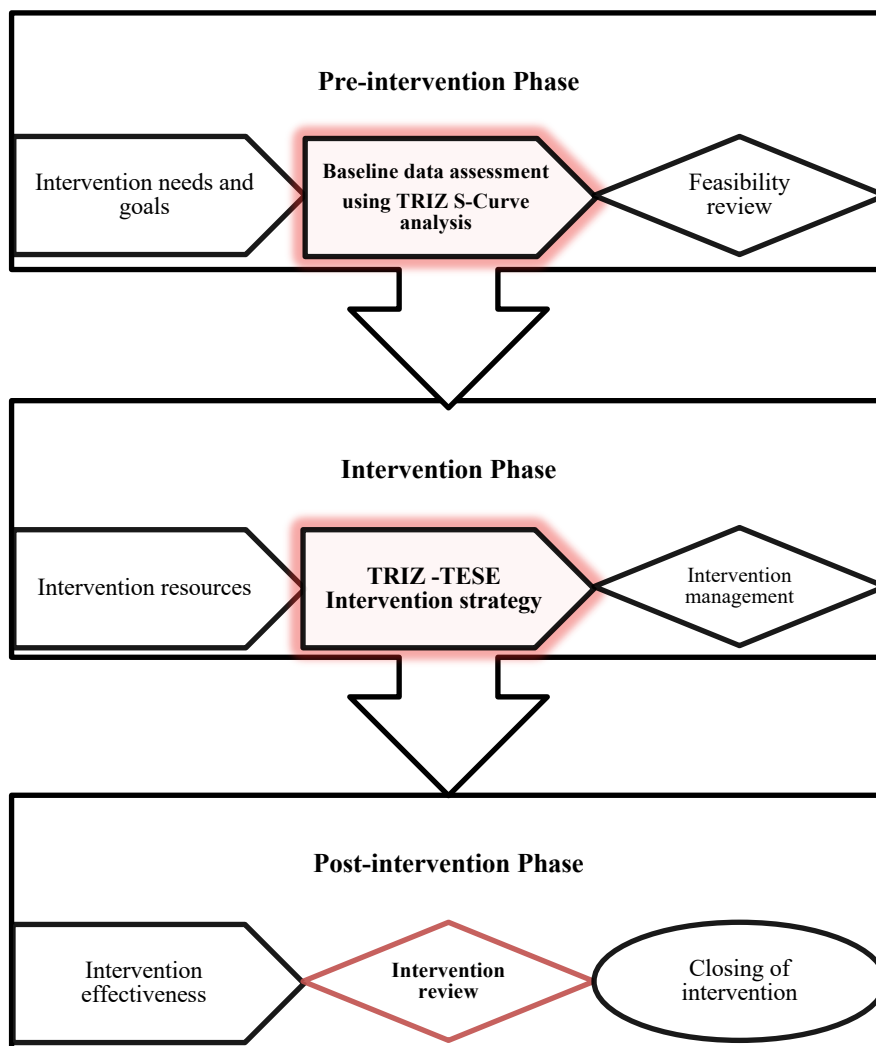 Pre-intervention Phase
Intervention needs and
goals
Baseline data assessment
using TRIZ S-Curve
analysis
Feasibility
review
Intervention Phase
Intervention resources
TRIZ -TESE
Intervention strategy
Intervention
management
Post-intervention Phase
Intervention
effectiveness
Intervention
review
Closing of
intervention